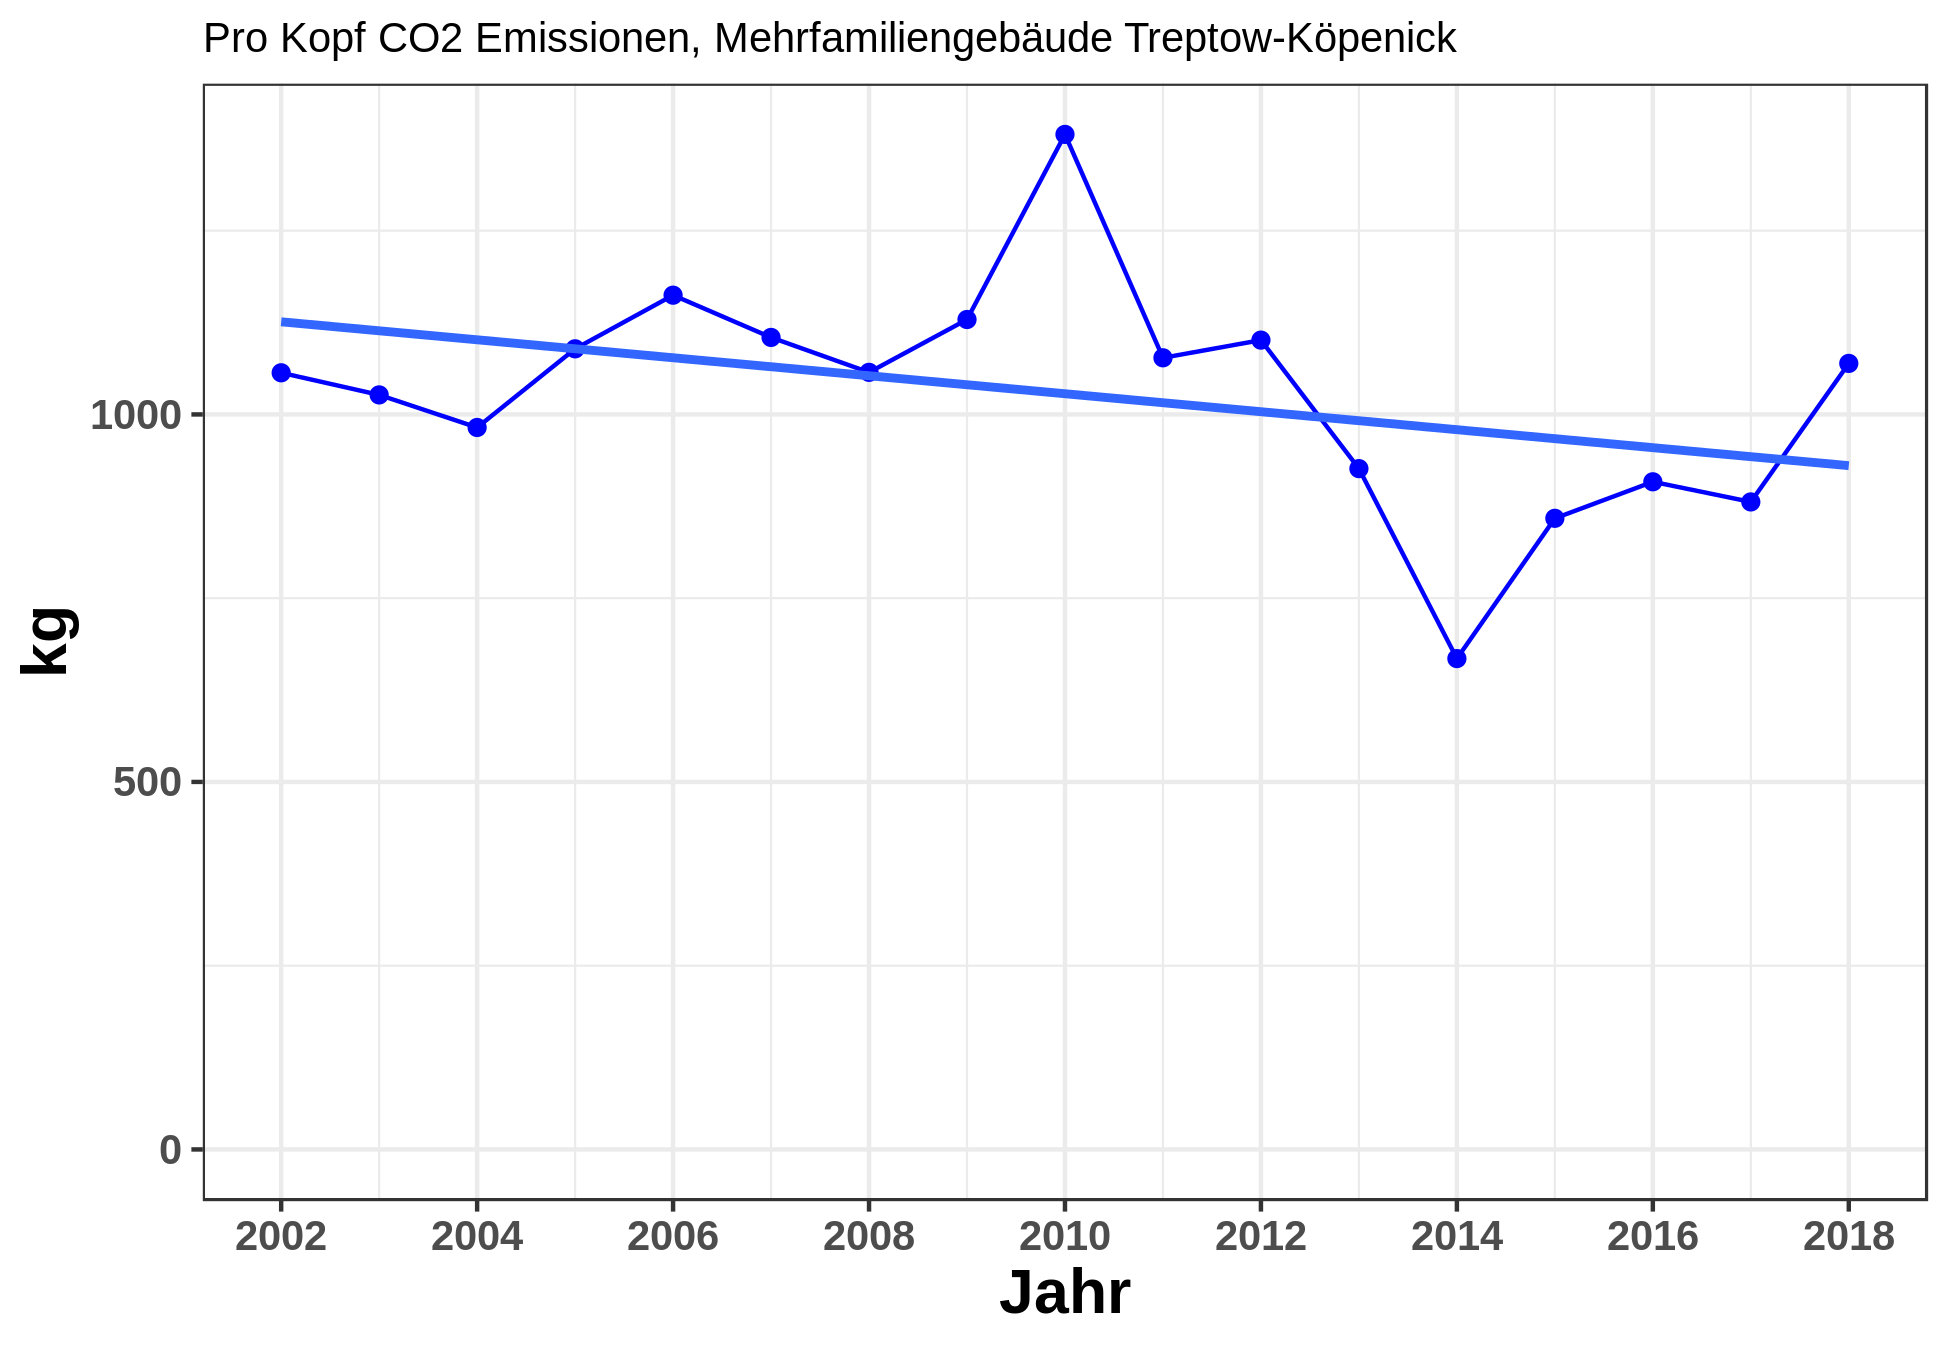 Pro Kopf CO2 Emissionen, Mehrfamiliengebäude Treptow-Köpenick
kg
1000
500
0
2002 2004 2006 2008 2010 2012 2014 2016 2018
Jahr